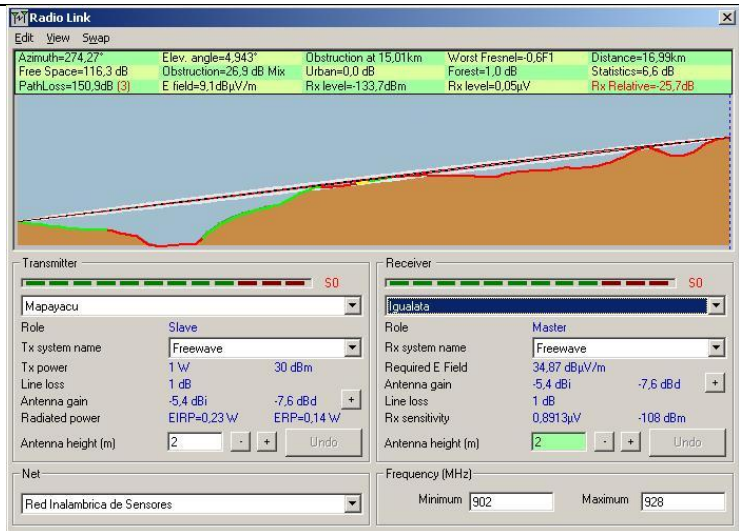 Radio Link
Edit View Swap
Azimuth=274,27° Elev. angle=4,943° Obstruction at 15,01km Worst Fresnel=-0,6F1 Distance=16,99km
Free Space=116,3 dB Obstruction=26,9 dB Mix Urban=0,0 dB Forest=1,0 dB Statistics=6,6 dB
PathLoss=150,9dB (3) E field=9,1dBµV/m Rx level=-133,7dBm Rx level=0,05µV Rx Relative=-25,7dB
Transmitter
S0
Mapayacu
Role Slave
Tx system name Freewave
Tx power 1 W 30 dBm
Line loss 1 dB
Antenna gain -5,4 dBi -7,6 dBd +
Radiated power EIRP=0,23 W ERP=0,14 W
Antenna height (m) 2 - + Undo
Receiver
S0
Igualata
Role Master
Rx system name Freewave
Required E Field 34,87 dBµV/m
Antenna gain -5,4 dBi -7,6 dBd +
Line loss 1 dB
Rx sensitivity 0,8913µV -108 dBm
Antenna height (m) 2 - + Undo
Net
Red Inalambrica de Sensores
Frequency (MHz)
Minimum 902 Maximum 928